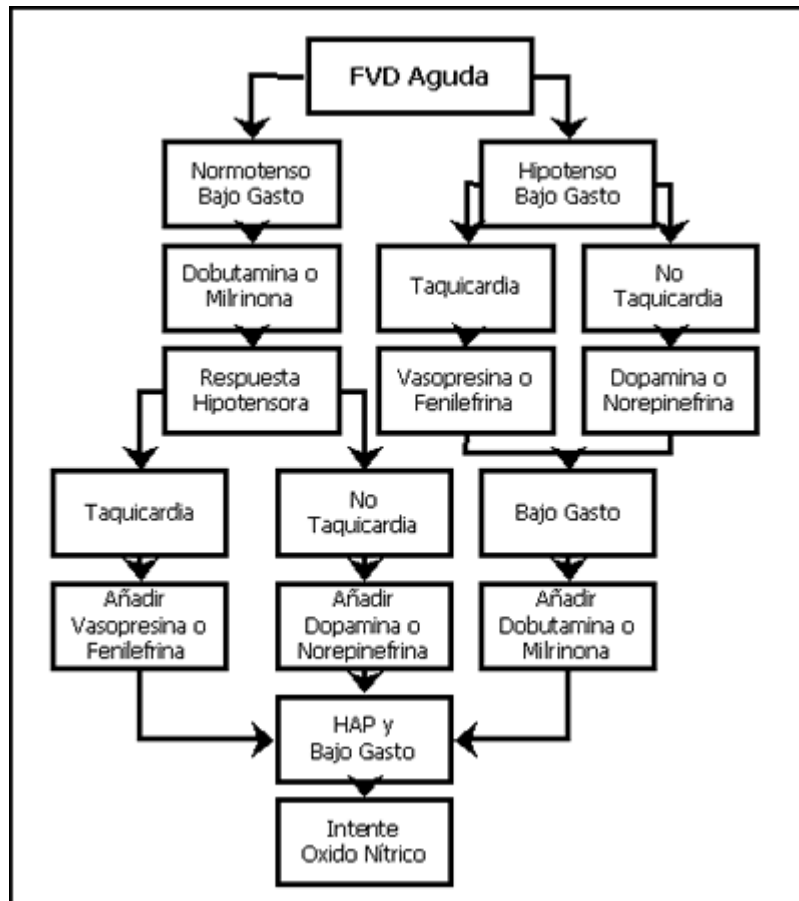 FVD Aguda
Normotenso
Bajo Gasto
Hipotenso
Bajo Gasto
Dobutamina o
Milrinona
Taquicardia
No
Taquicardia
Respuesta
Hipotensora
Vasopresina o
Fenilefrina
Dopamina o
Norepinefrina
Taquicardia
No
Taquicardia
Bajo Gasto
Añadir
Vasopresina o
Fenilefrina
Añadir
Dopamina o
Norepinefrina
Añadir
Dobutamina o
Milrinona
HAP y
Bajo Gasto
Intente
Oxido Nítrico